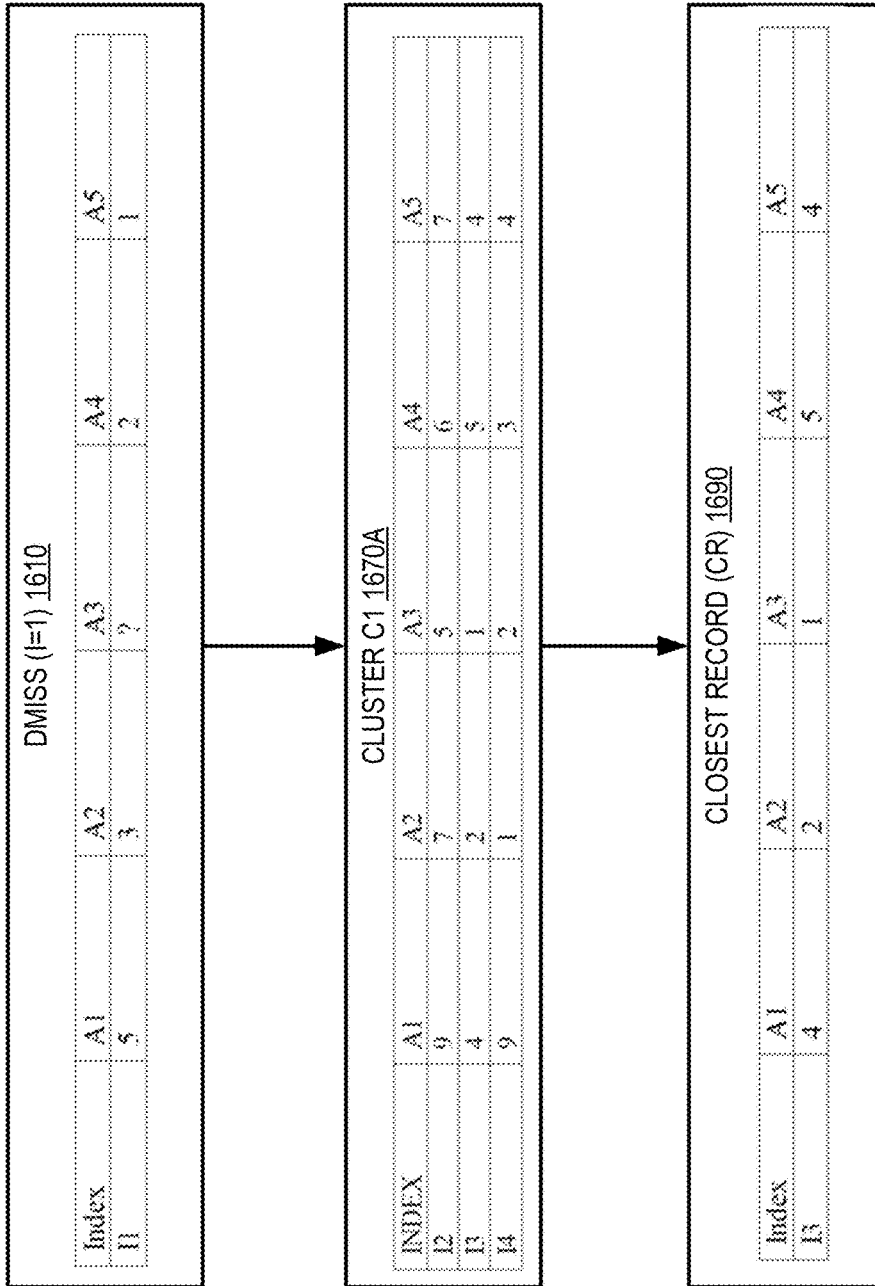 DMISS (I=1) 1610
Index A1 A2 A3 A4 A5
I1 5 3 ? 2 1
CLUSTER C1 1670A
INDEX A1 A2 A3 A4 A5
I2 9 7 5 6 7
I3 4 2 1 5 4
I4 9 1 2 3 4
CLOSEST RECORD (CR) 1690
Index A1 A2 A3 A4 A5
I3 4 2 1 5 4